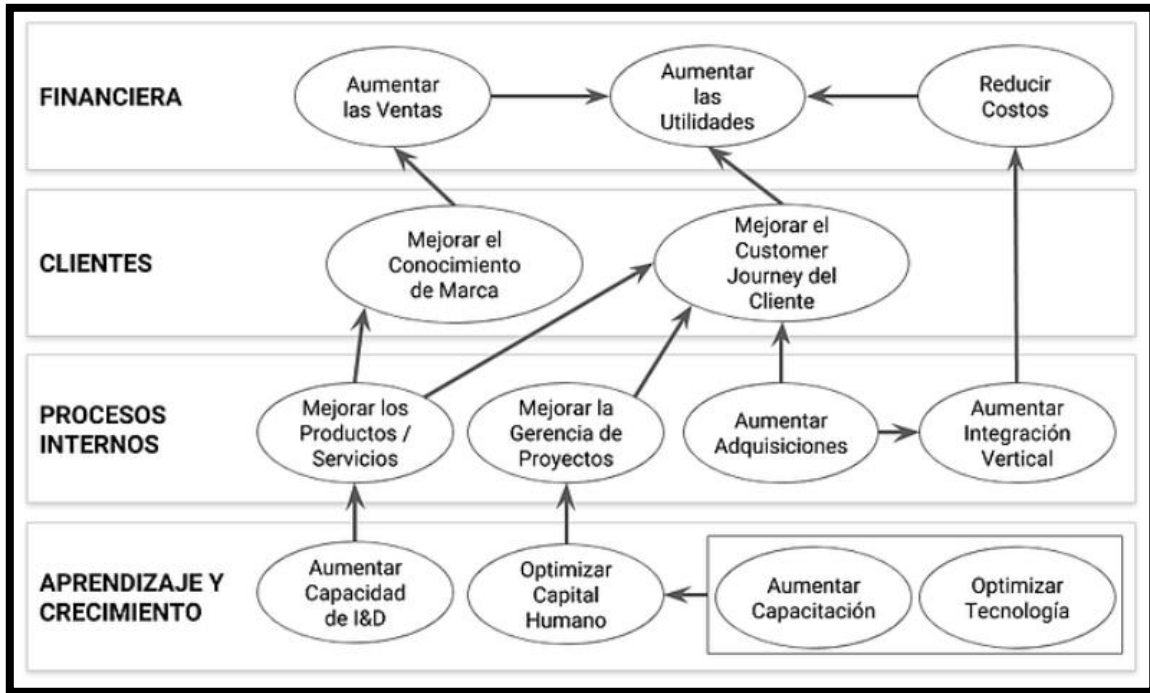 FINANCIERA
Aumentar
las Ventas
Aumentar
las
Utilidades
Reducir
Costos
CLIENTES
Mejorar el
Conocimiento
de Marca
Mejorar el
Customer
Journey del
Cliente
PROCESOS
INTERNOS
Mejorar los
Productos /
Servicios
Mejorar la
Gerencia de
Proyectos
Aumentar
Adquisiciones
Aumentar
Integración
Vertical
APRENDIZAJE Y
CRECIMIENTO
Aumentar
Capacidad
de I&D
Optimizar
Capital
Humano
Aumentar
Capacitación
Optimizar
Tecnología